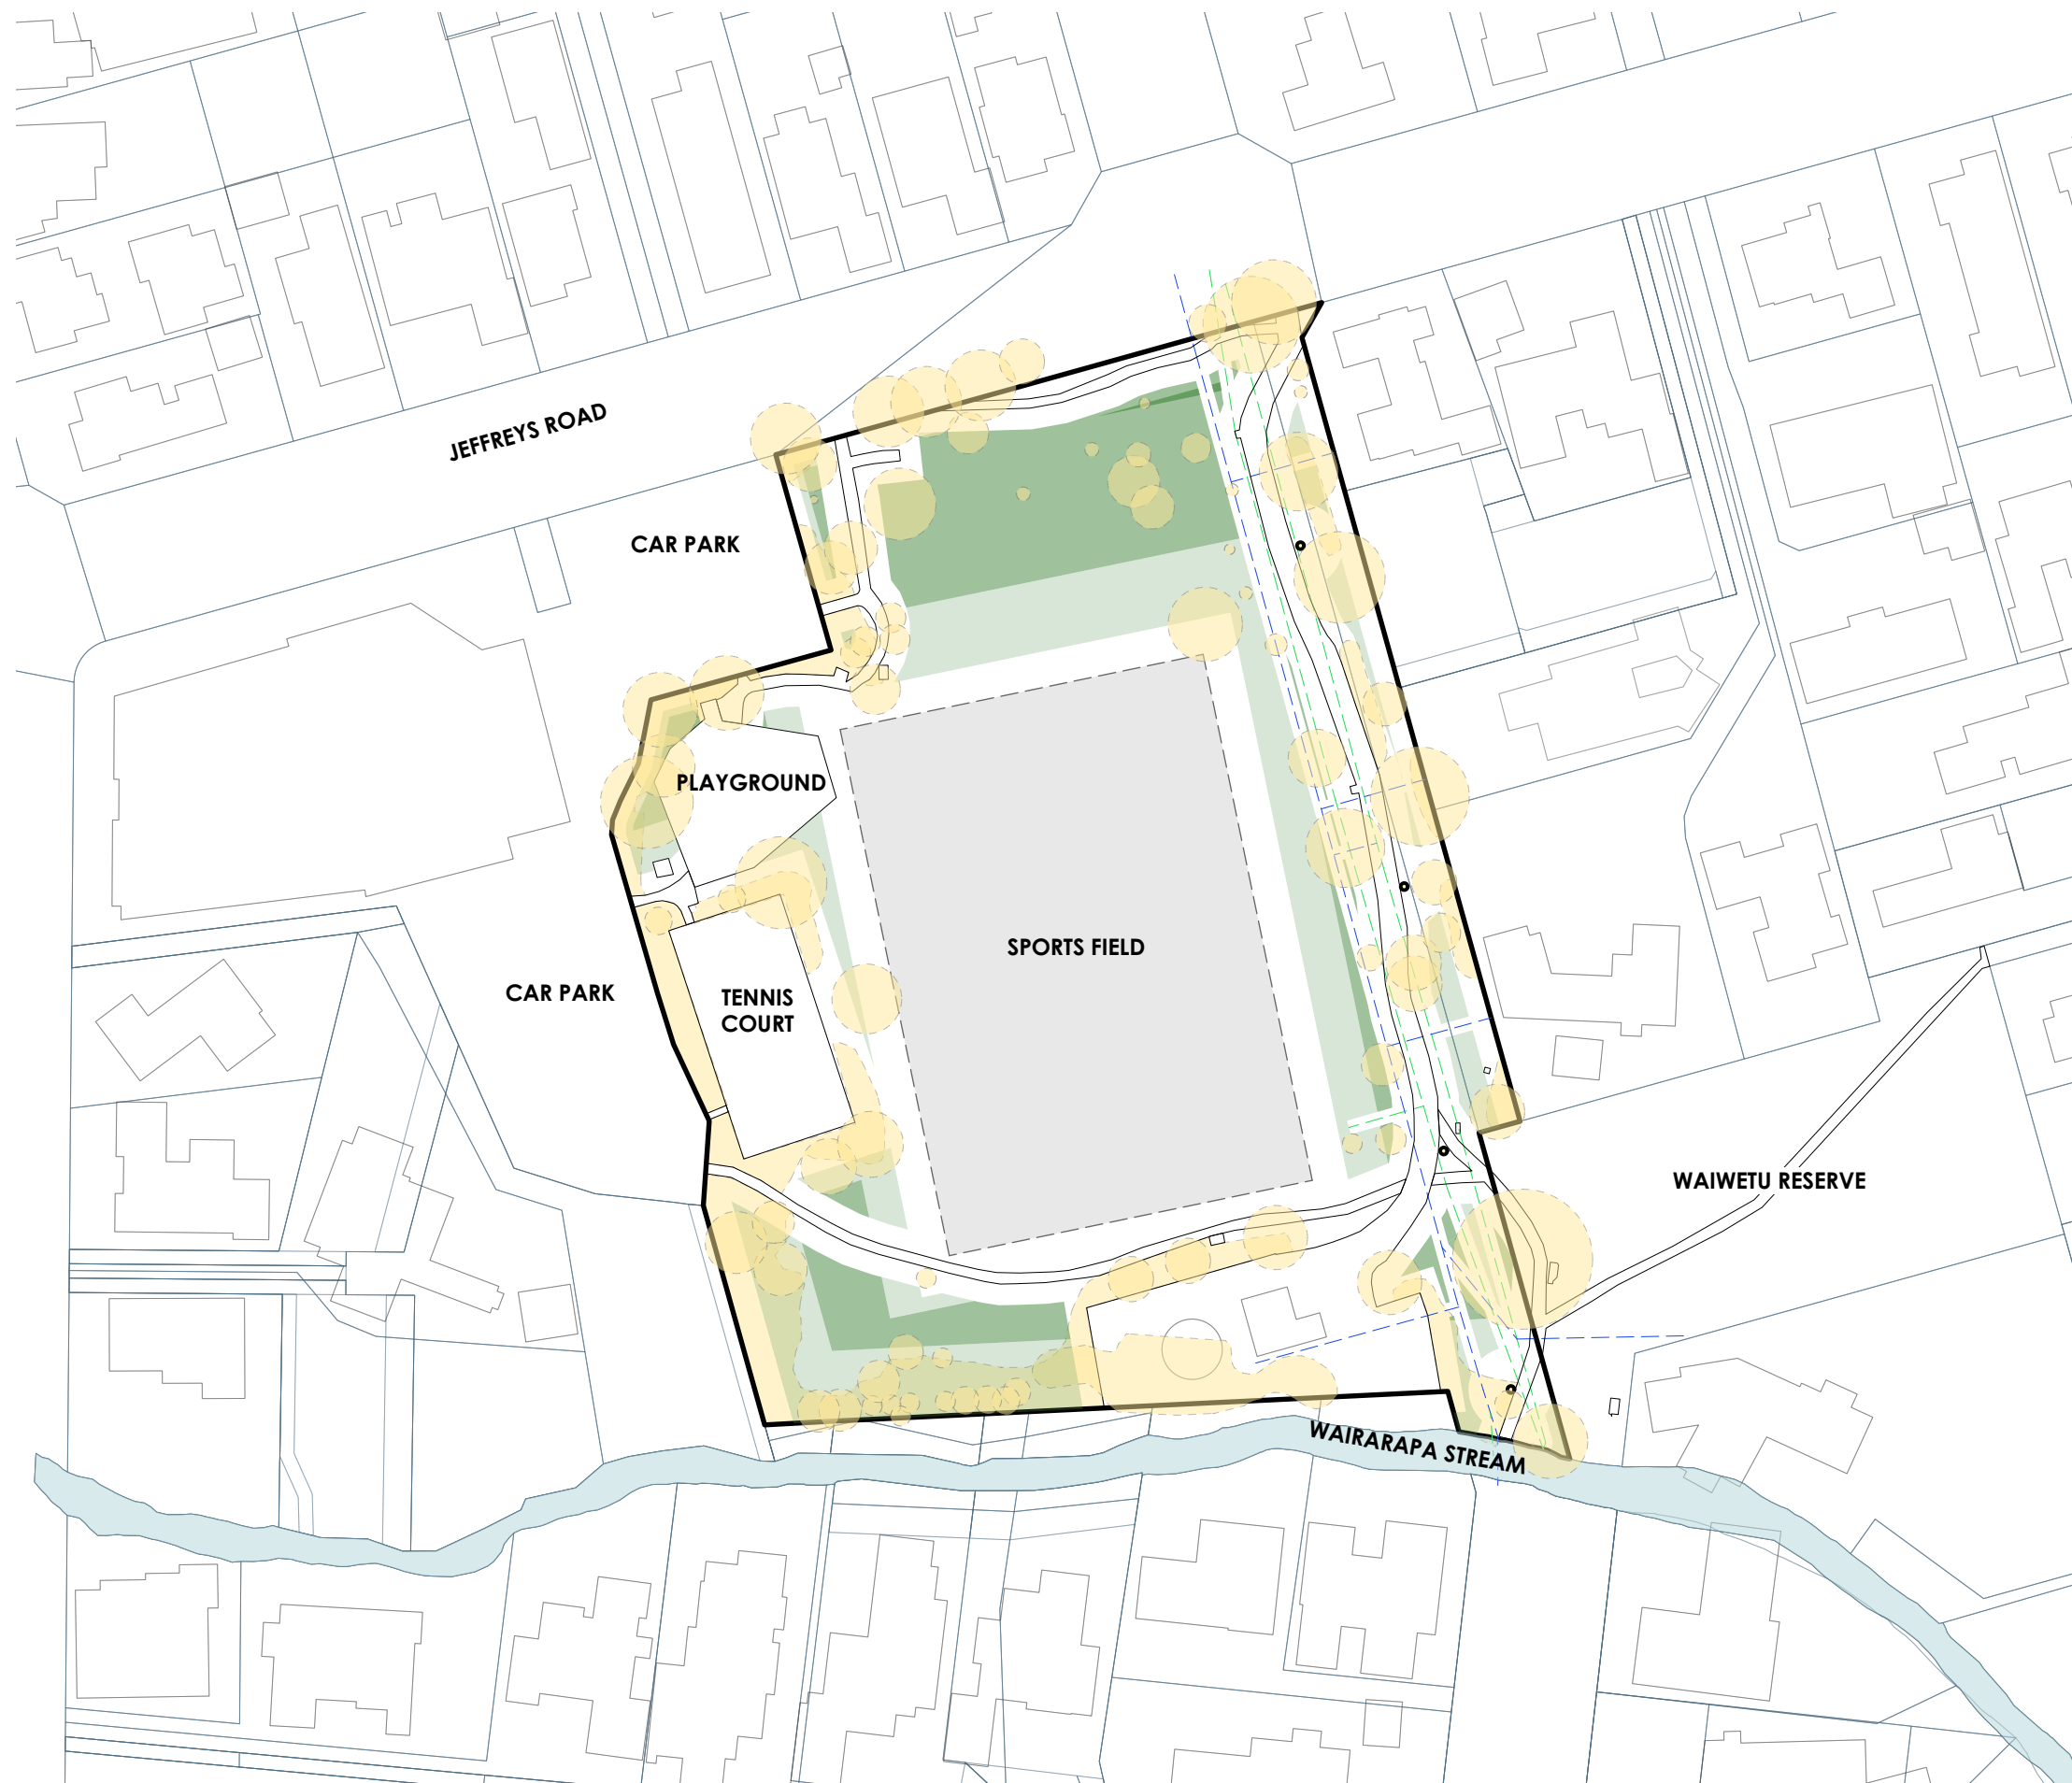 JEFFREYS ROAD
CAR PARK
PLAYGROUND
SPORTS FIELD
CAR PARK
TENNIS
COURT
WAIWETU RESERVE
WAIRARAPA STREAM